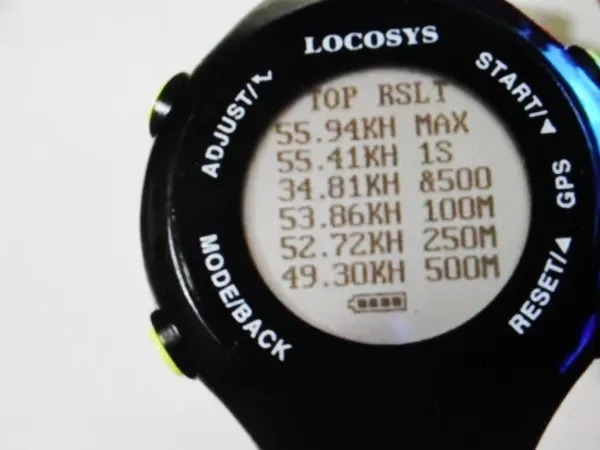 LOCOSYS
ADJUST/
START/▲
TOP RSLT
55.94KH MAX
55.41KH 1S
34.81KH &500
53.86KH 100M
52.72KH 250M
49.30KH 500M
GPS
MODE/BACK
RESET/▲